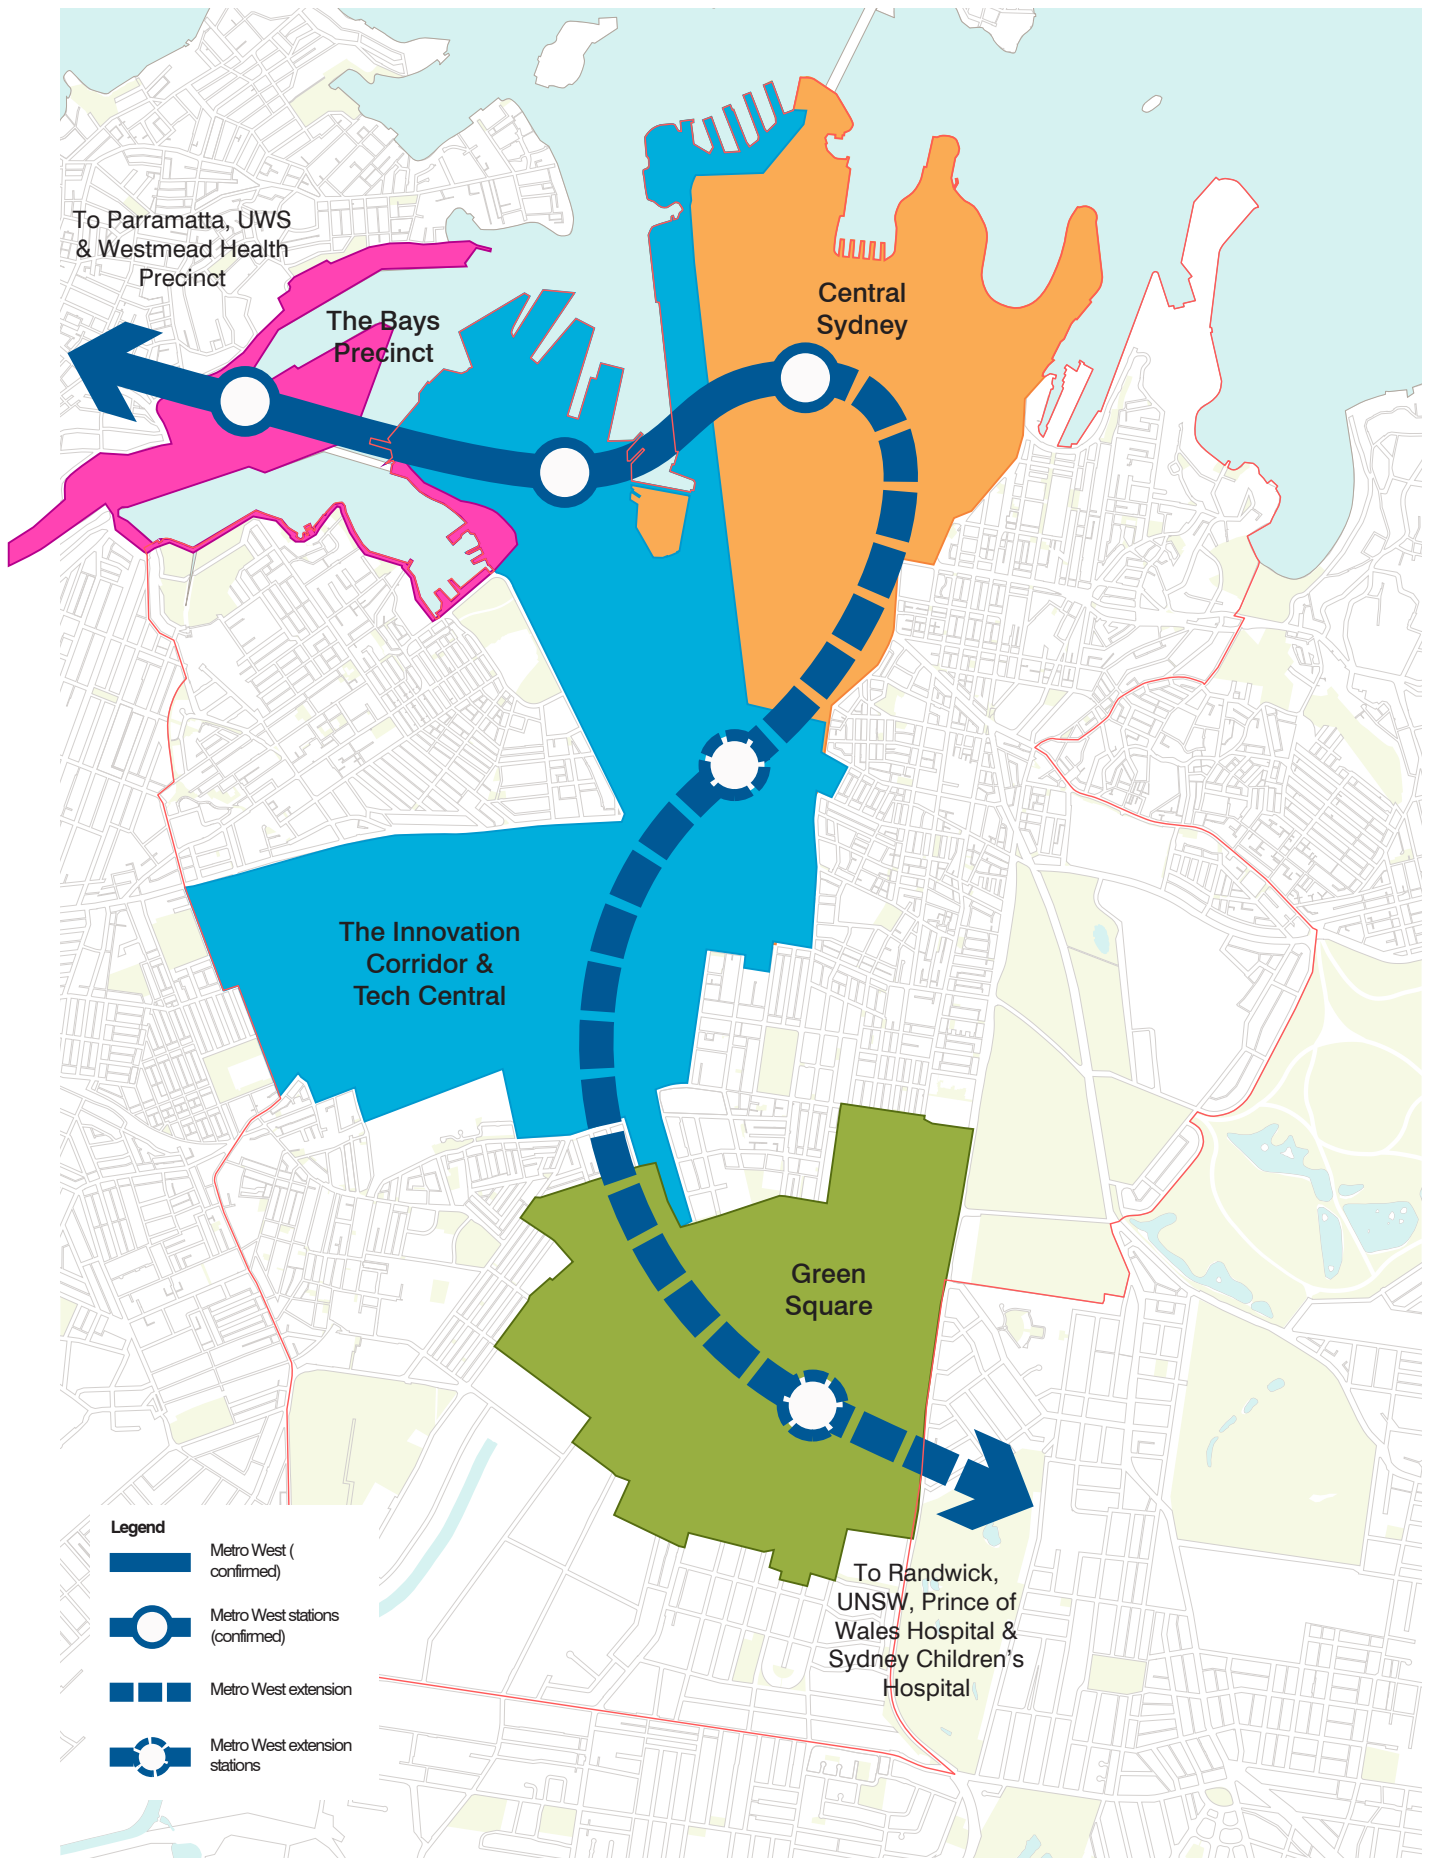 To Parramatta, UWS
& Westmead Health
Precinct
The Bays
Precinct
Central
Sydney
The Innovation
Corridor &
Tech Central
Green
Square
To Randwick,
UNSW, Prince of
Wales Hospital &
Sydney Children's
Hospital
Legend
Metro West (
confirmed)
Metro West stations
(confirmed)
Metro West extension
Metro West extension
stations